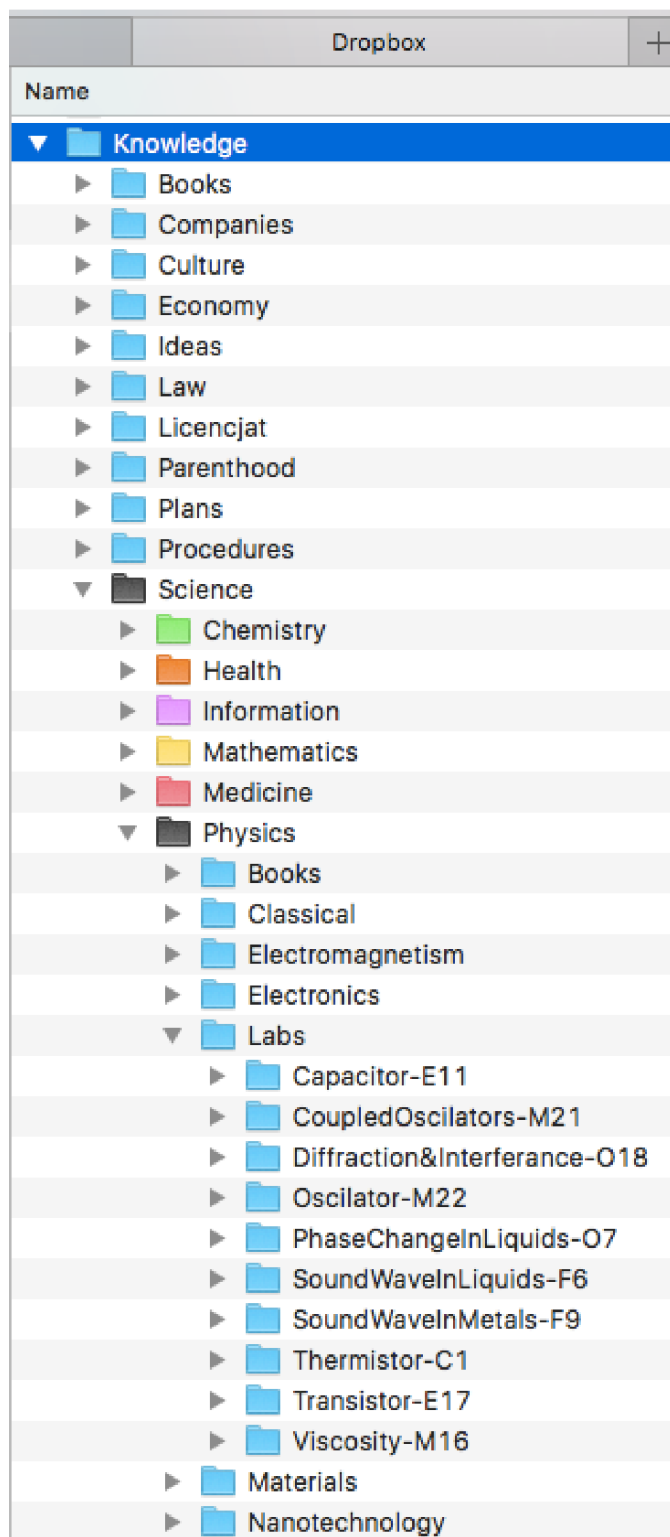 Dropbox
Name
Knowledge
Books
Companies
Culture
Economy
Ideas
Law
Licencjat
Parenthood
Plans
Procedures
Science
Chemistry
Health
Information
Mathematics
Medicine
Physics
Books
Classical
Electromagnetism
Electronics
Labs
Capacitor-E11
CoupledOscilators-M21
Diffraction&Interferance-O18
Oscilator-M22
PhaseChangeInLiquids-O7
SoundWaveInLiquids-F6
SoundWaveInMetals-F9
Thermistor-C1
Transistor-E17
Viscosity-M16
Materials
Nanotechnology